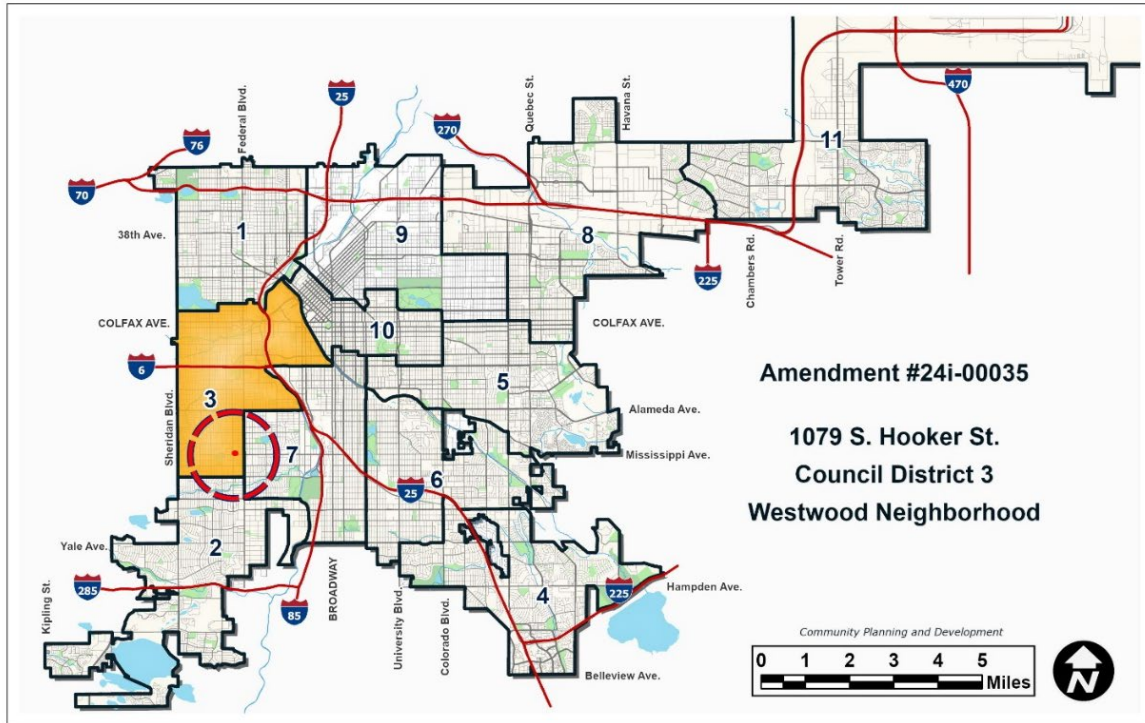 Quebec St.
Havana St.
Federal Blvd.
25
270
470
76
70
11
1
9
8
38th Ave.
225
Chambers Rd.
Tower Rd.
COLFAX AVE.
COLFAX AVE.
10
6
5
Amendment #24i-00035
3
Sheridan Blvd.
Alameda Ave.
1079 S. Hooker St.
7
Mississippi Ave.
Council District 3
6
25
Westwood Neighborhood
Yale Ave.
2
Kipling St.
285
85
BROADWAY
University Blvd.
Colorado Blvd.
4
225
Hampden Ave.
Belleview Ave.
Community Planning and Development
0 1 2 3 4 5
Miles
N